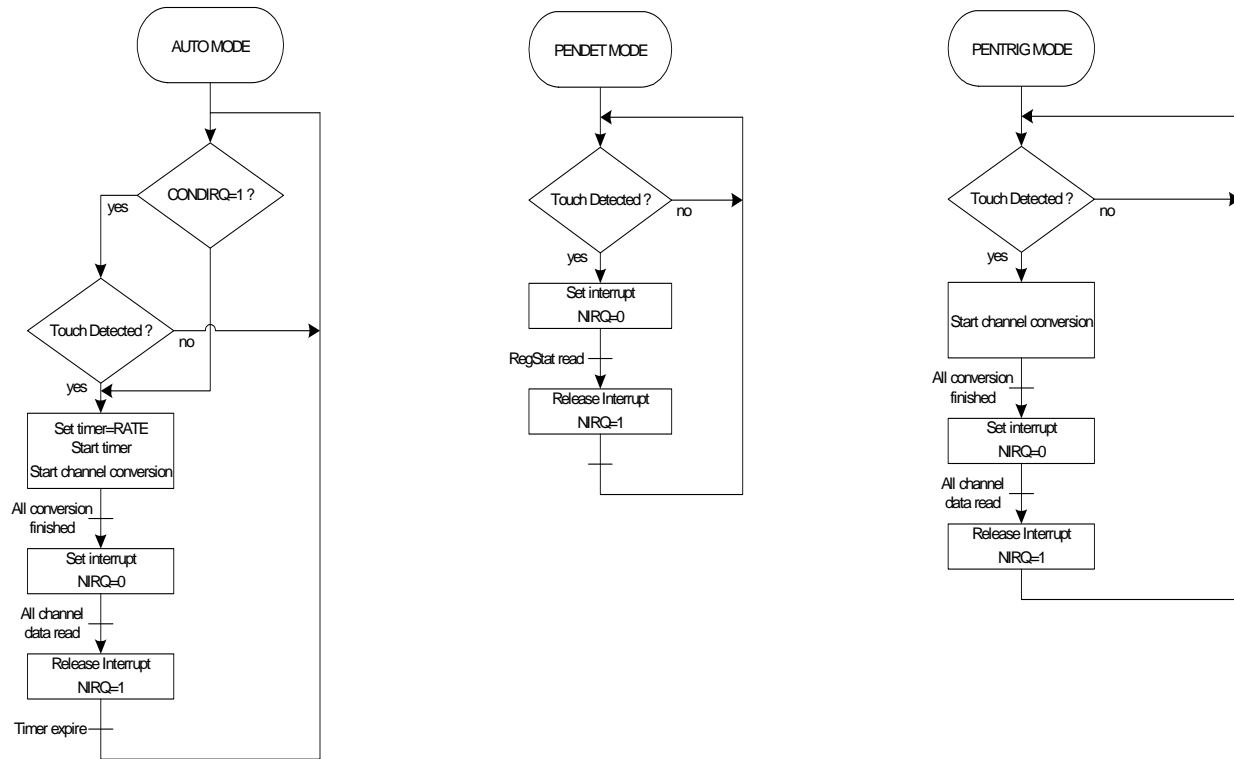 AUTO MODE
CONDIRQ=1 ?
yes
Touch Detected ?
no
yes
Set timer=RATE
Start timer
Start channel conversion
All conversion
finished
Set interrupt
NIRQ=0
All channel
data read
Release Interrupt
NIRQ=1
Timer expire
PENDET MODE
Touch Detected ?
no
yes
Set interrupt
NIRQ=0
RegStat read
Release Interrupt
NIRQ=1
PENTRIG MODE
Touch Detected ?
no
yes
Start channel conversion
All conversion
finished
Set interrupt
NIRQ=0
All channel
data read
Release Interrupt
NIRQ=1